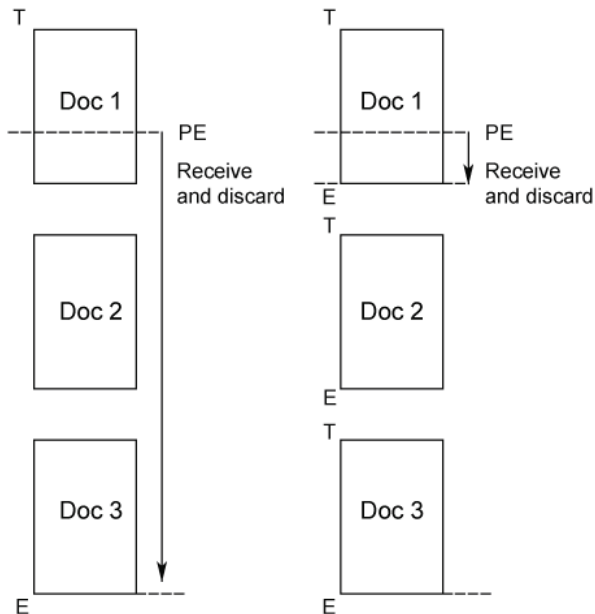 T
Doc 1
PE
Receive
and discard
Doc 2
Doc 3
E
T
Doc 1
PE
Receive
and discard
E
T
Doc 2
E
T
Doc 3
E